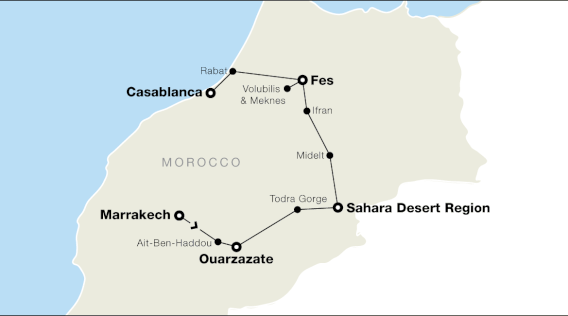 Rabat
Fes
Casablanca
Volubilis
& Meknes
Ifran
Midelt
MOROCCO
Todra Gorge
Sahara Desert Region
Marrakech
Ait-Ben-Haddou
Ouarzazate